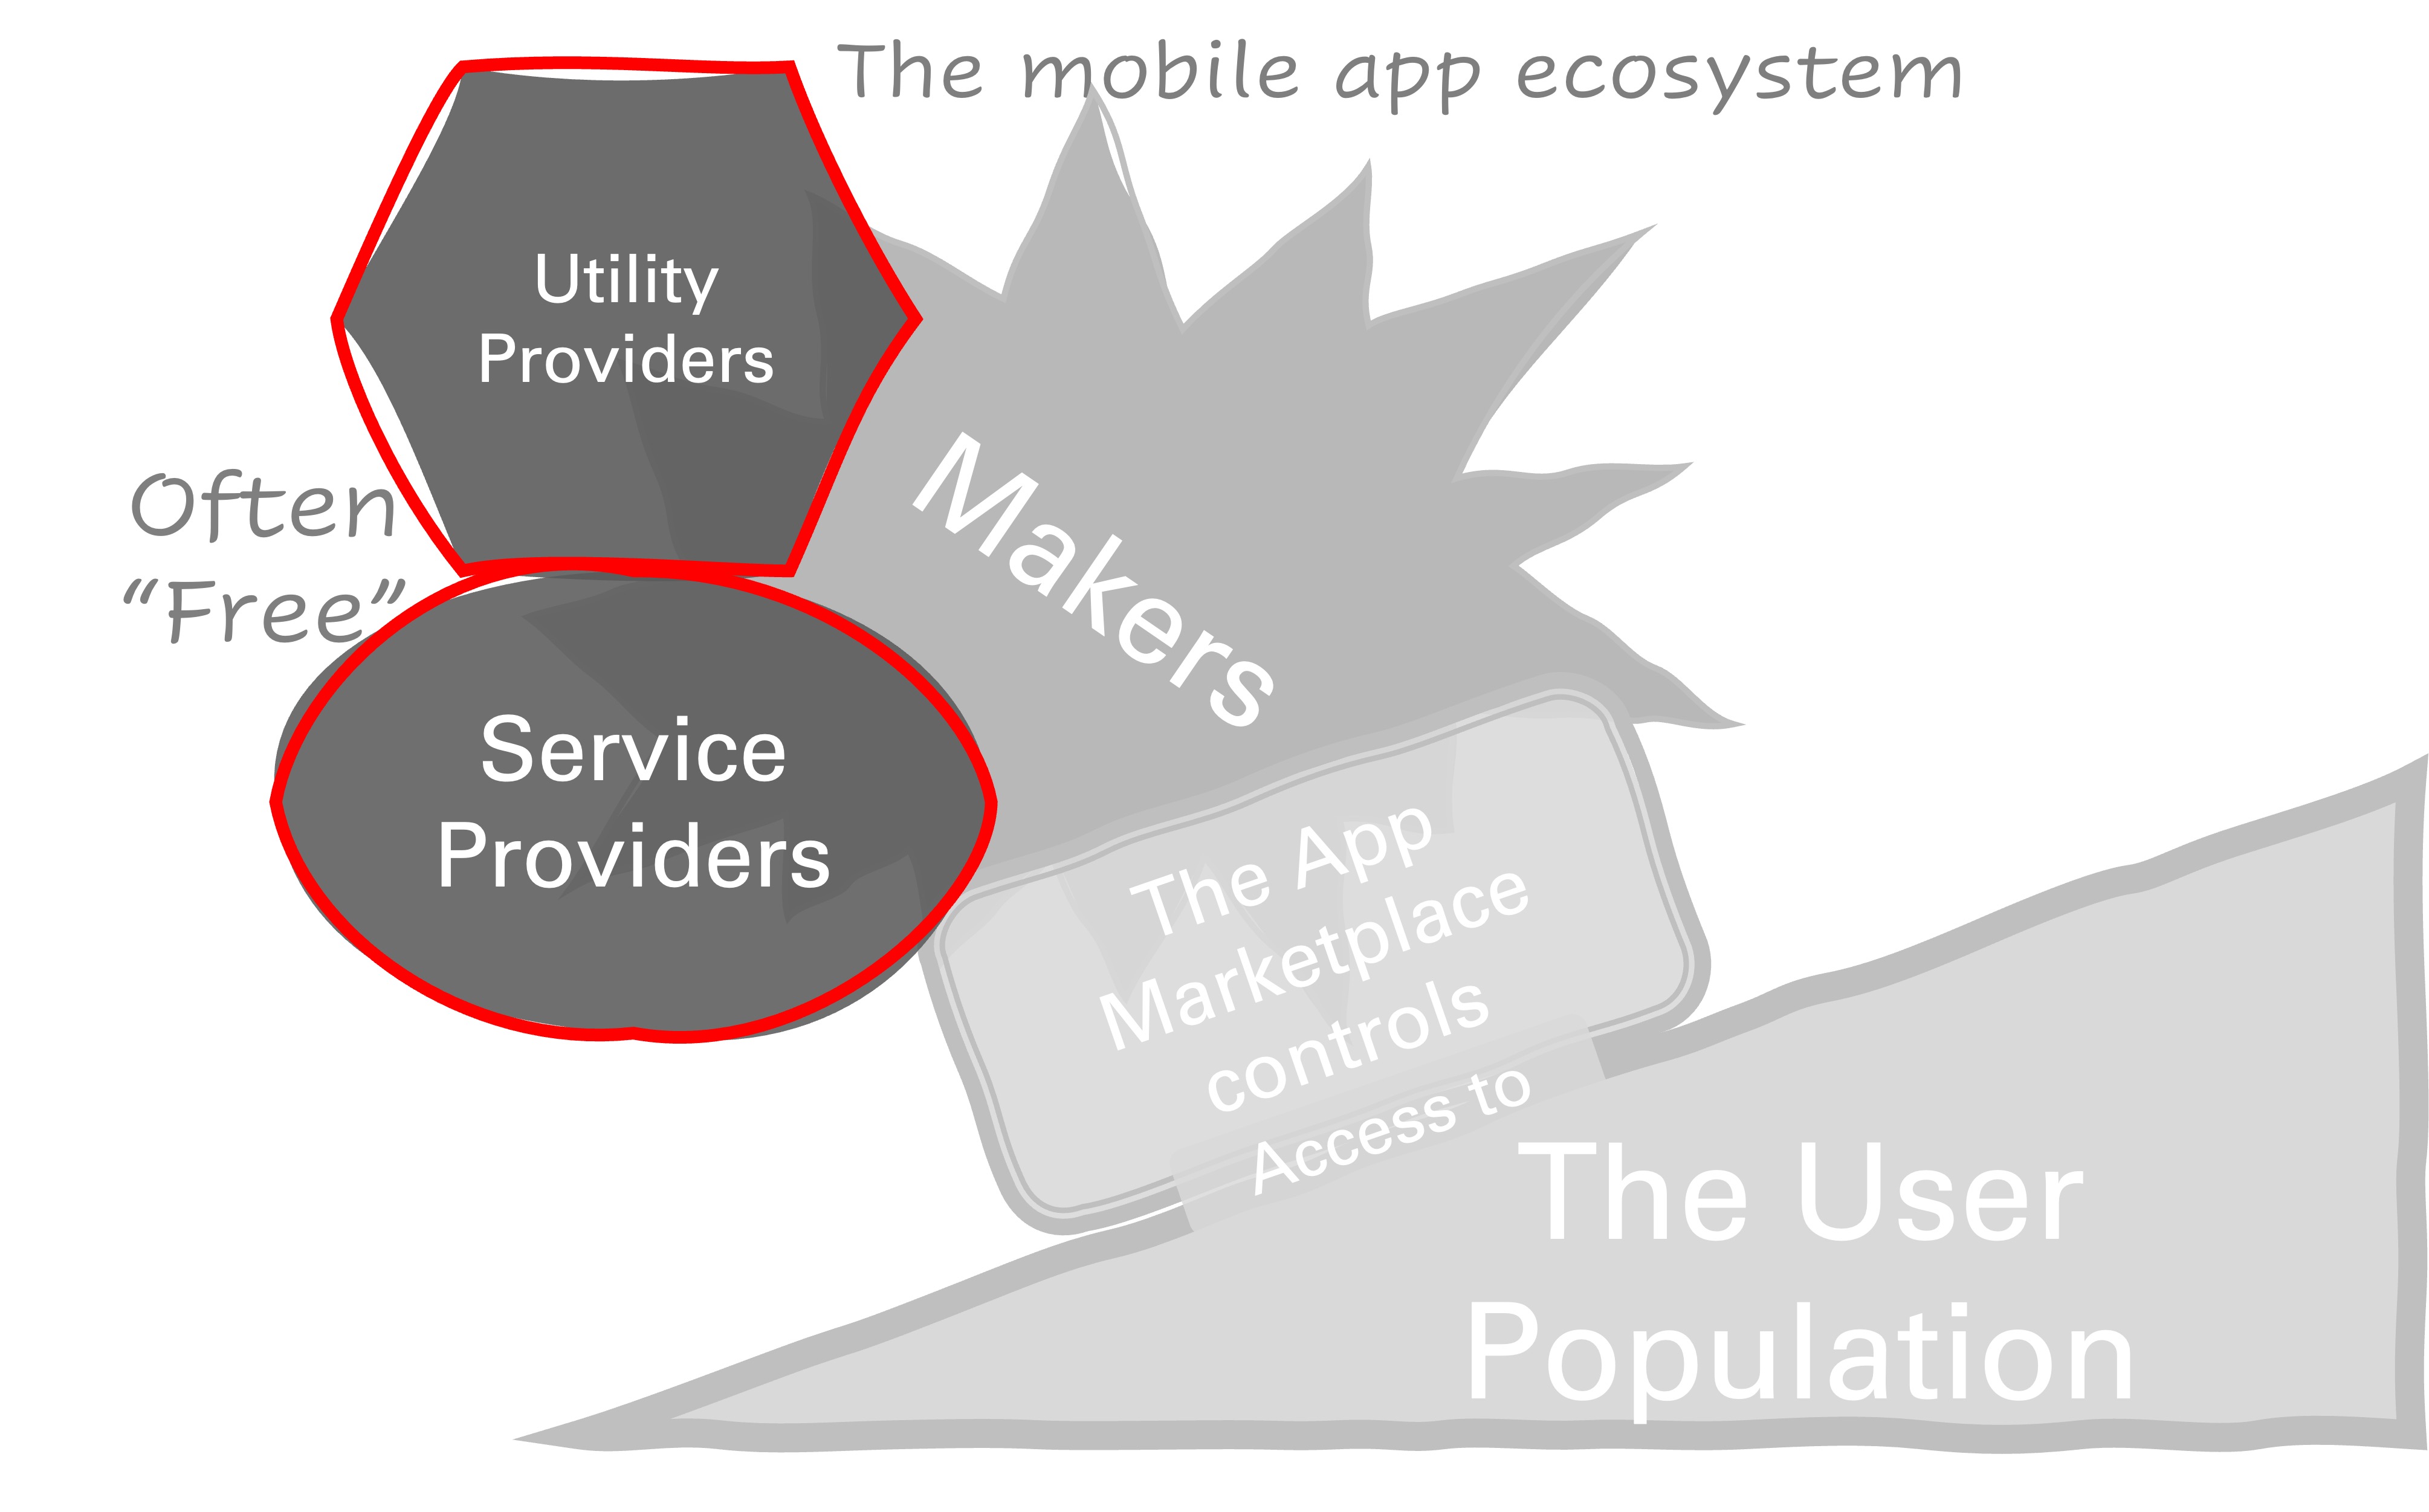 The mobile app ecosystem
Utility
Providers
Often
“Free”
Makers
Service
Providers
The App
Marketplace
controls
Access to
The User
Population